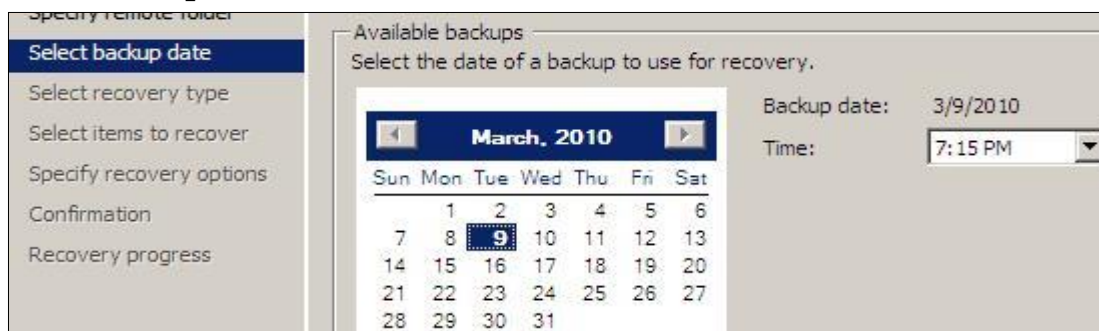 Specify remote folder
Select backup date
Select recovery type
Select items to recover
Specify recovery options
Confirmation
Recovery progress
Available backups
Select the date of a backup to use for recovery.
March, 2010
Sun Mon Tue Wed Thu Fri Sat
1 2 3 4 5 6
7 8 9 10 11 12 13
14 15 16 17 18 19 20
21 22 23 24 25 26 27
28 29 30 31
Backup date: 3/9/2010
Time: 7:15 PM